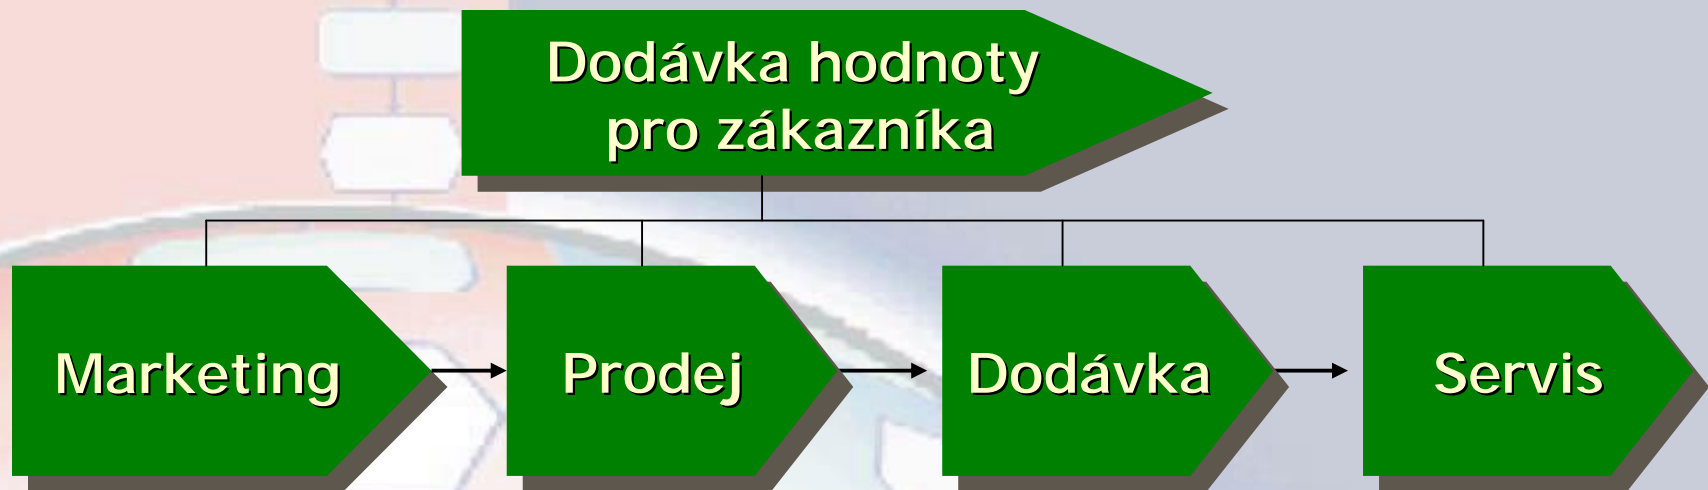 Dodávka hodnoty
pro zákazníka
Marketing
Prodej
Dodávka
Servis